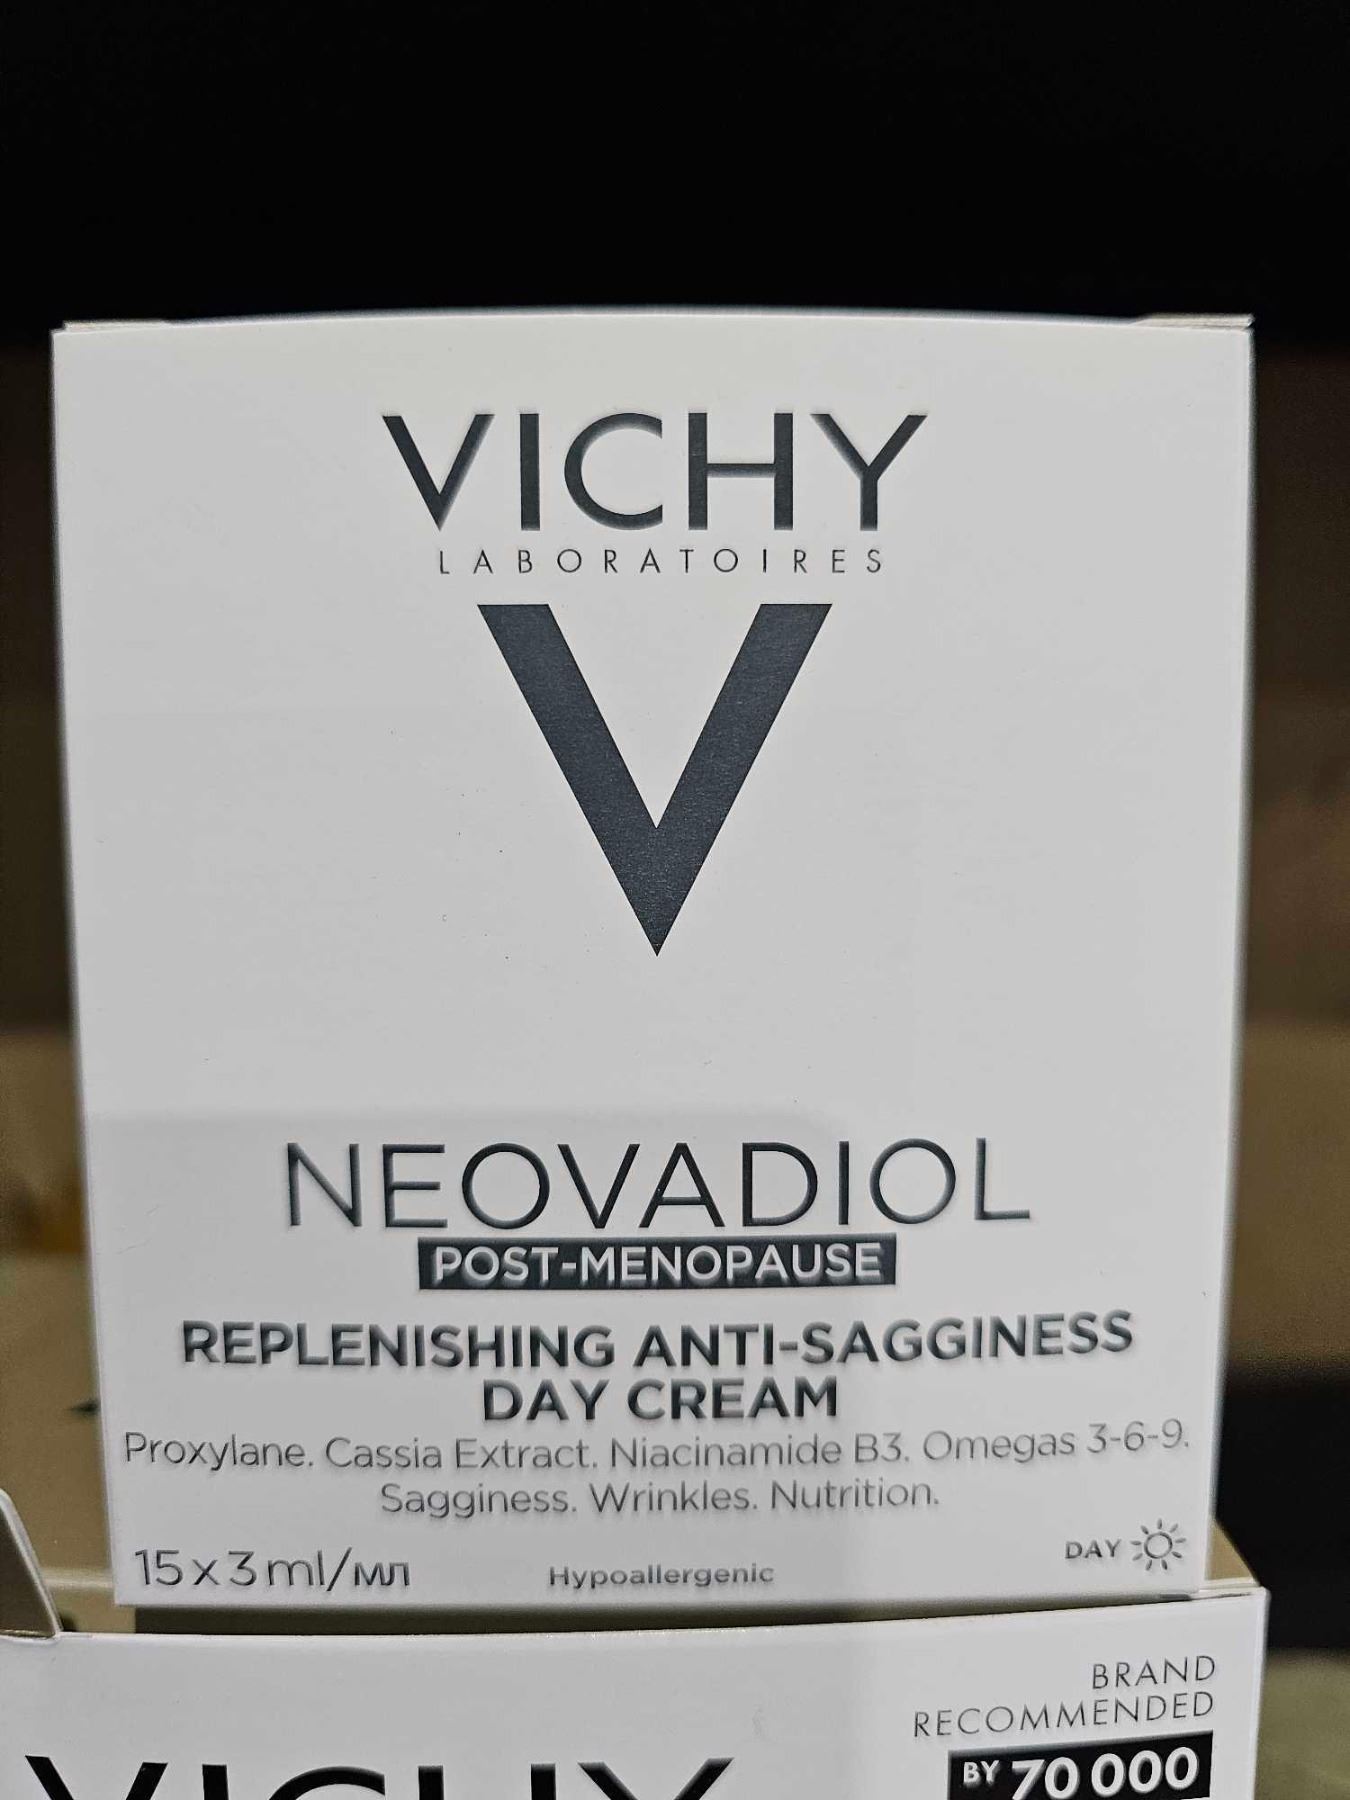 VICHY
LABORATOIRES
V
NEOVADIOL
POST-MENOPAUSE
REPLENISHING ANTI-SAGGINESS
DAY CREAM
Proxylane. Cassia Extract. Niacinamide B3. Omegas 3-6-9.
Sagginess. Wrinkles. Nutrition.
DAY
15 x 3 ml/мл
Hypoallergenic
BRAND
RECOMMENDED
BY 70 000
VICHY